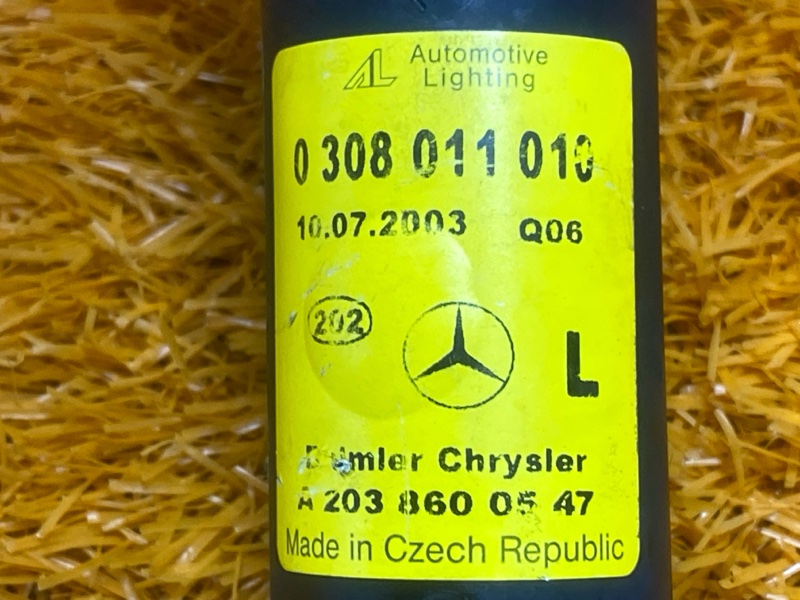 AL Automotive
Lighting
0 308 011 010
10.07.2003 Q06
202
L
Daimler Chrysler
A 203 860 05 47
Made in Czech Republic